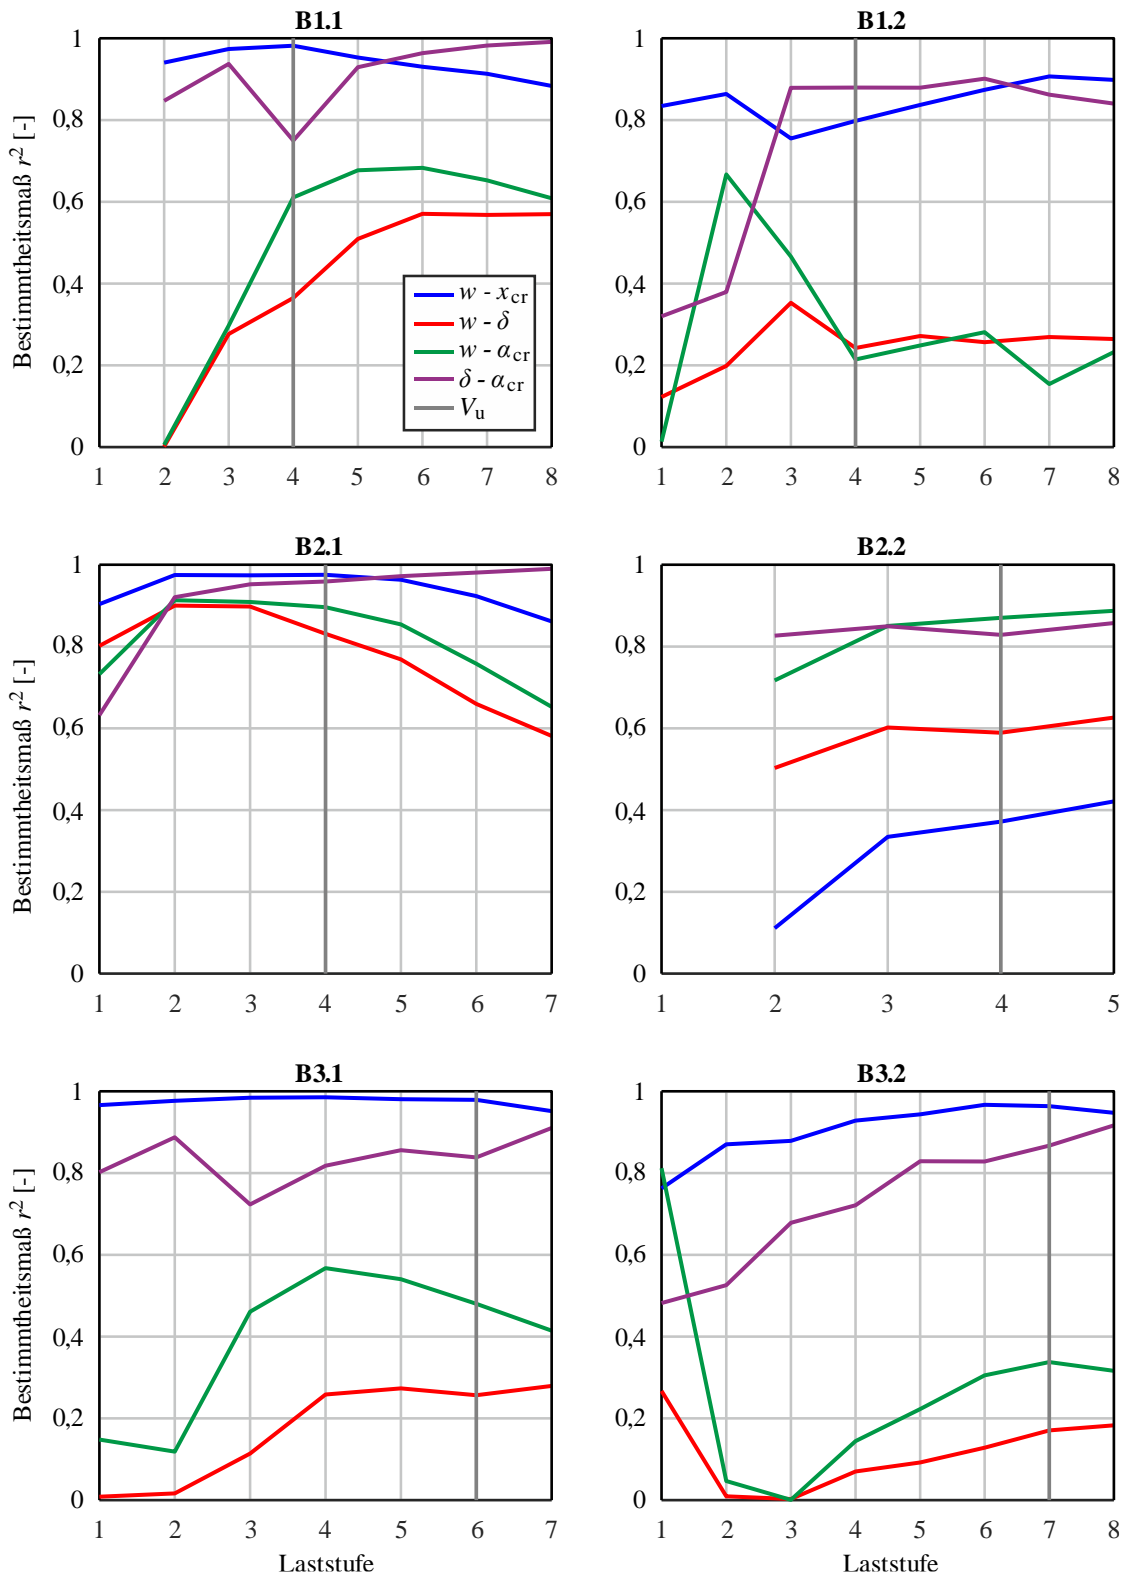 B1.1
B1.2
Bestimmtheitsmaß r² [-]
1
0,8
0,6
0,4
0,2
0
1 2 3 4 5 6 7 8
w - x_cr
w - δ
w - α_cr
δ - α_cr
V_u
1
0,8
0,6
0,4
0,2
0
1 2 3 4 5 6 7 8
B2.1
B2.2
Bestimmtheitsmaß r² [-]
1
0,8
0,6
0,4
0,2
0
1 2 3 4 5 6 7
1
0,8
0,6
0,4
0,2
0
1 2 3 4 5
B3.1
B3.2
Bestimmtheitsmaß r² [-]
1
0,8
0,6
0,4
0,2
0
1 2 3 4 5 6 7
Laststufe
1
0,8
0,6
0,4
0,2
0
1 2 3 4 5 6 7 8
Laststufe